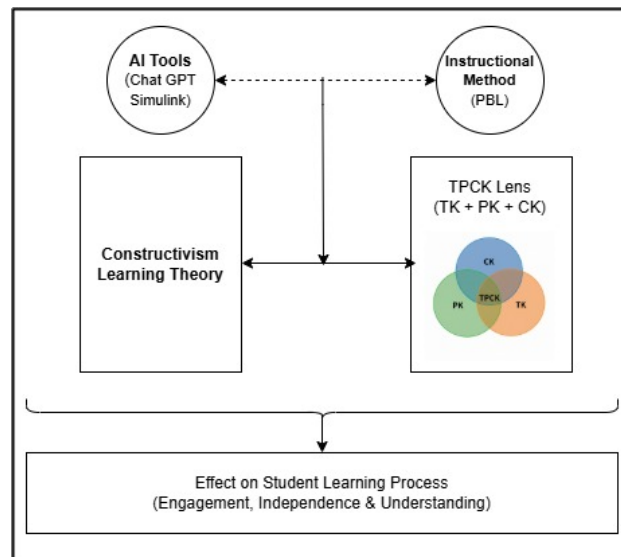 AI Tools
(Chat GPT
Simulink)
Instructional
Method
(PBL)
Constructivism
Learning Theory
TPCK Lens
(TK + PK + CK)
CK
PK
TPCK
TK
Effect on Student Learning Process
(Engagement, Independence & Understanding)